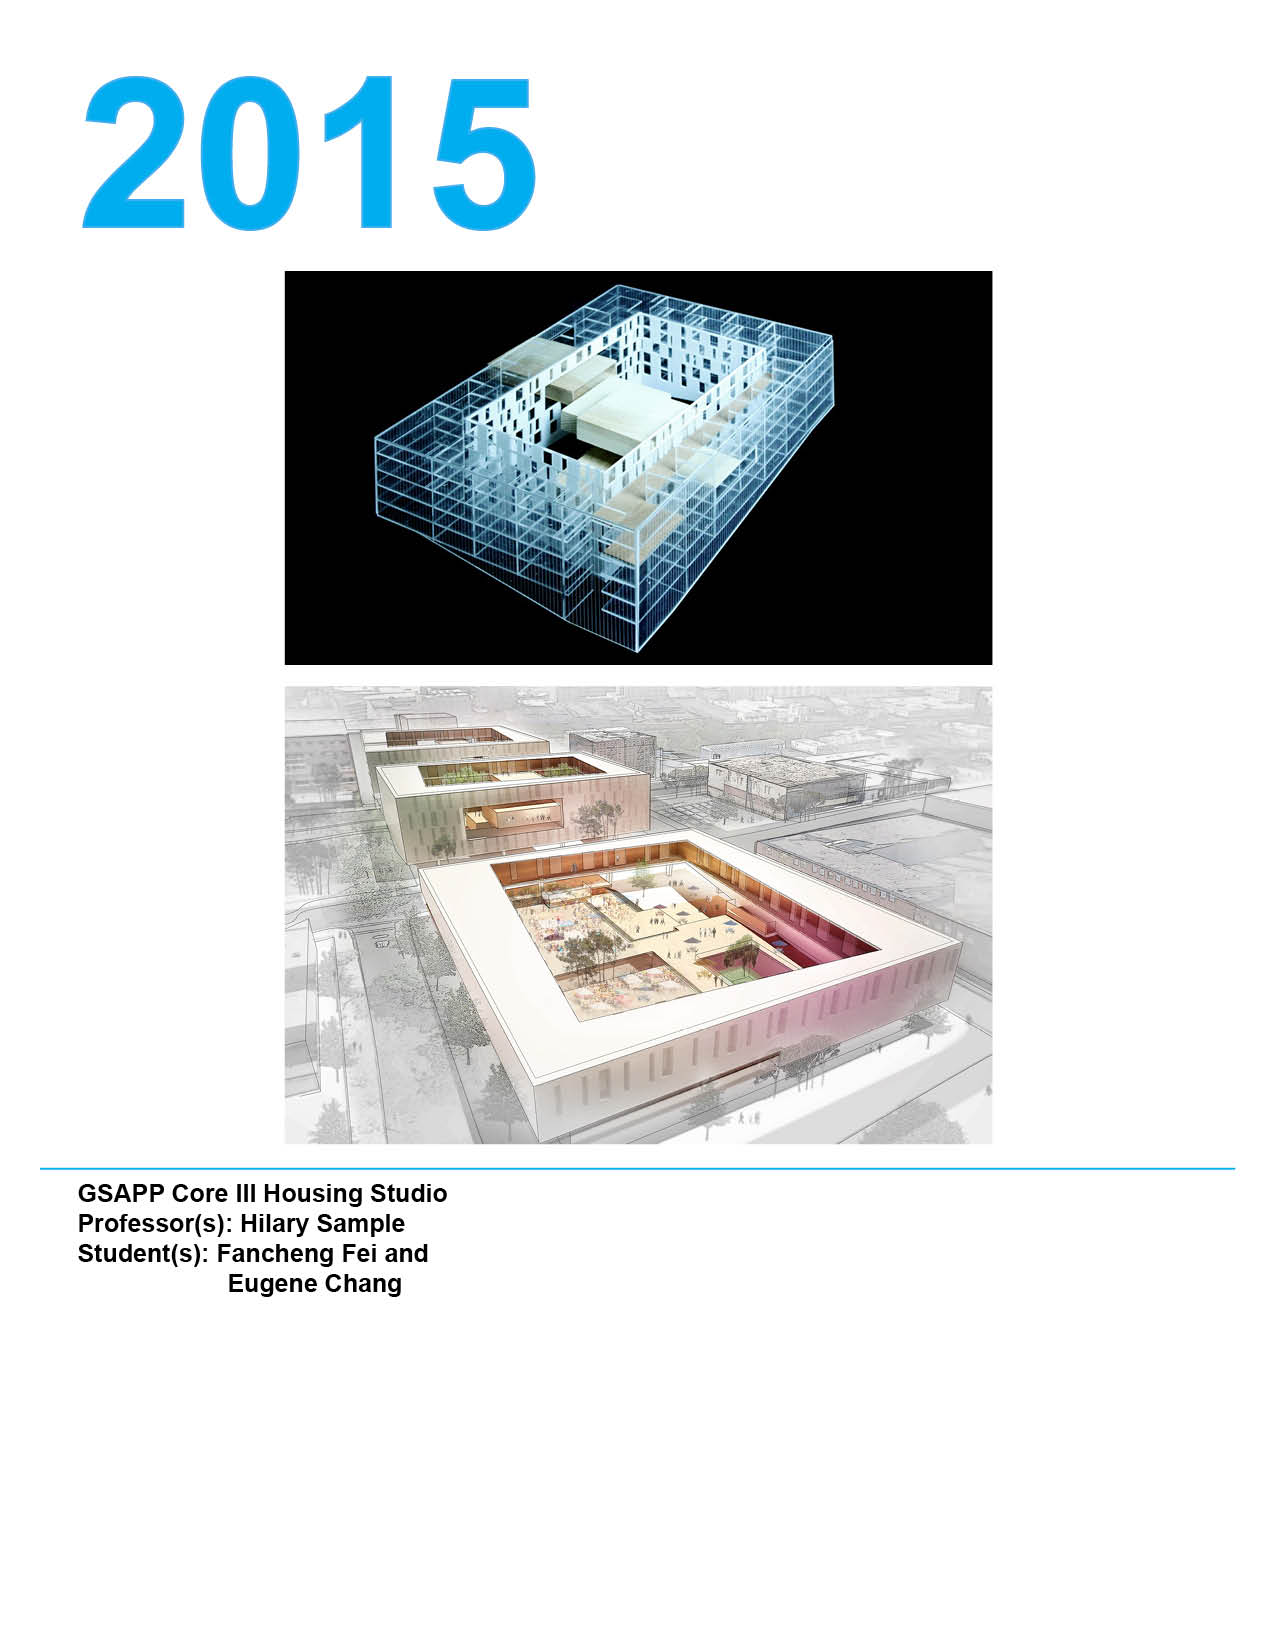 2015
GSAPP Core III Housing Studio
Professor(s): Hilary Sample
Student(s): Fancheng Fei and
Eugene Chang